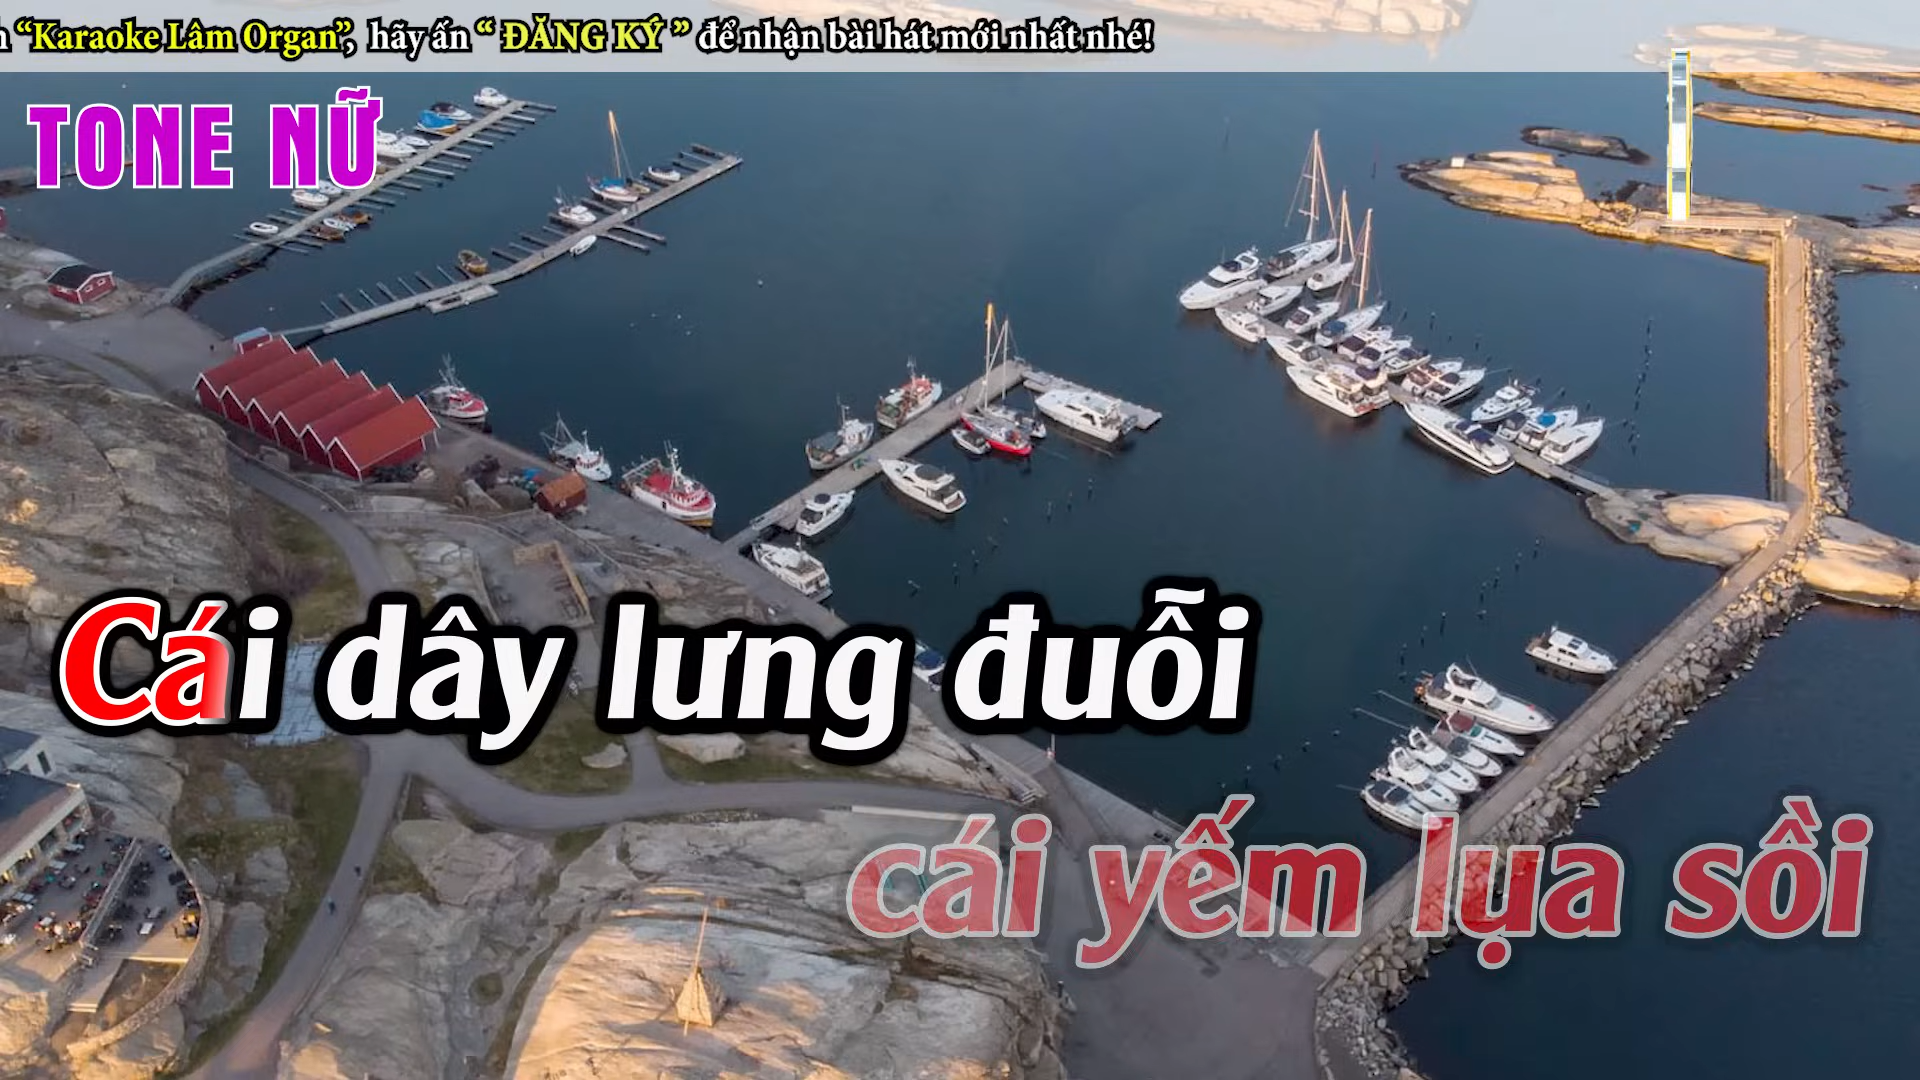 “Karaoke Lâm Organ”, hãy ấn “ ĐĂNG KÝ ” để nhận bài hát mới nhất nhé!
TONE NỮ
Cái dây lưng đuỗi
cái yếm lụa sồi